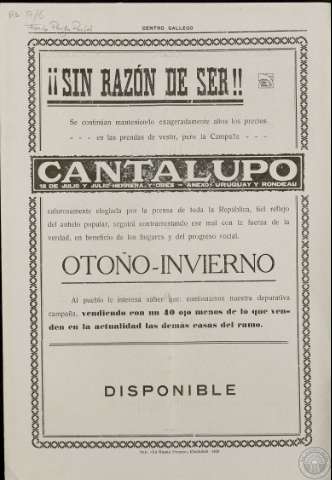 CENTRO GALLEGO
¡¡SIN RAZÓN DE SER!!
Se continúan manteniendo exageradamente altos los precios
- - - en las prendas de vestir, pero la Campaña - - -
CANTALUPO
18 DE JULIO Y JULIO HERRERA Y OBES - ANEXO: URUGUAY Y RONDEAU
calurosamente elogiada por la prensa de toda la República, fiel reflejo
del sentir popular, seguirá contrarrestando ese mal con la fuerza de la
verdad, en beneficio de los hogares y del progreso social.
OTOÑO-INVIERNO
Al pueblo le interesa saber que: continuamos nuestra depurativa
campaña, vendiendo con un 40 ojo menos de lo que ven-
den en la actualidad las demás casas del ramo.
DISPONIBLE